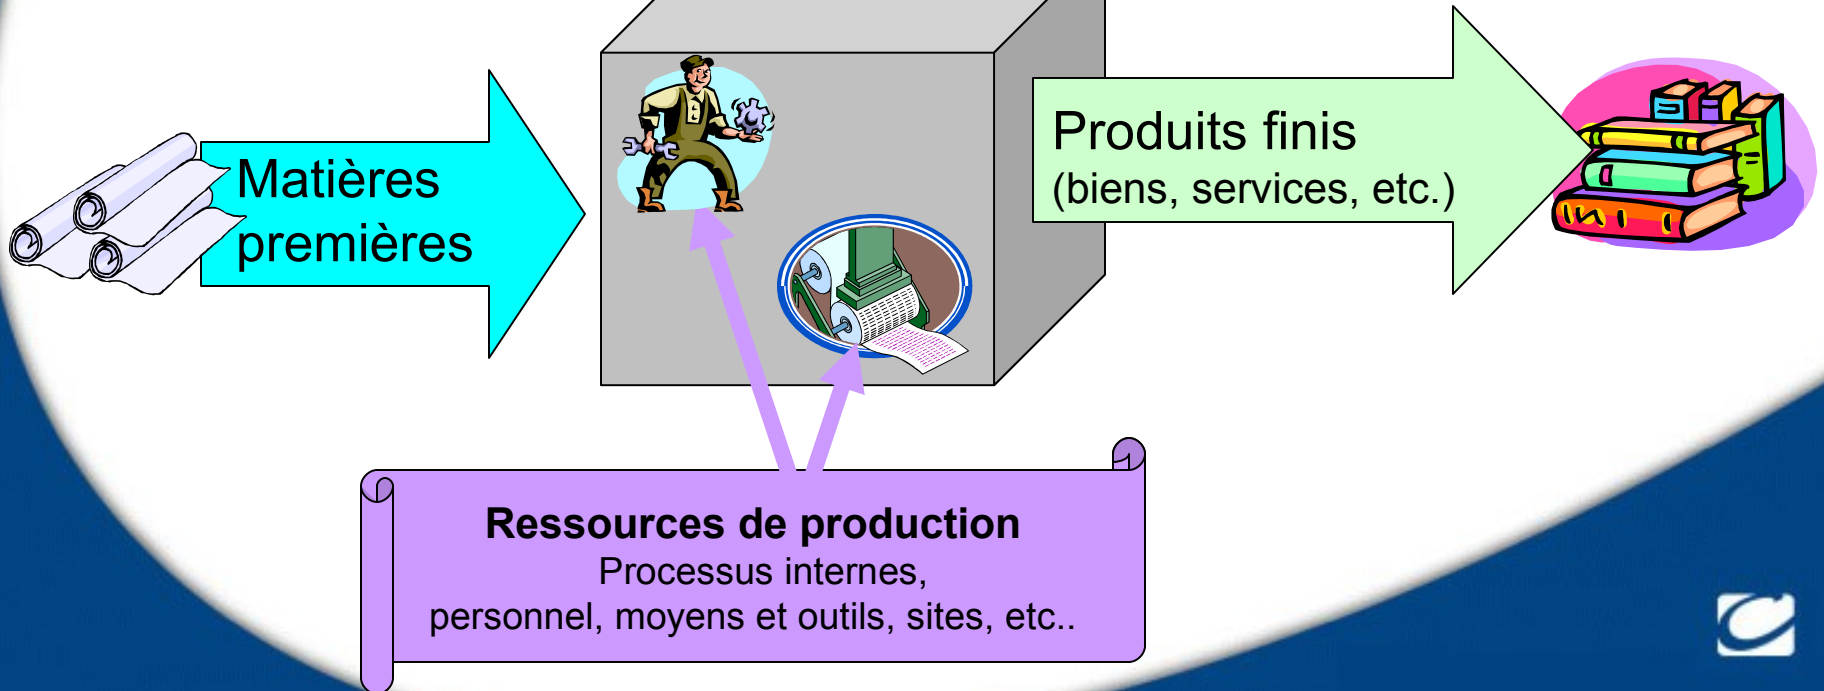 Matières
premières
Produits finis
(biens, services, etc.)
Ressources de production
Processus internes,
personnel, moyens et outils, sites, etc..